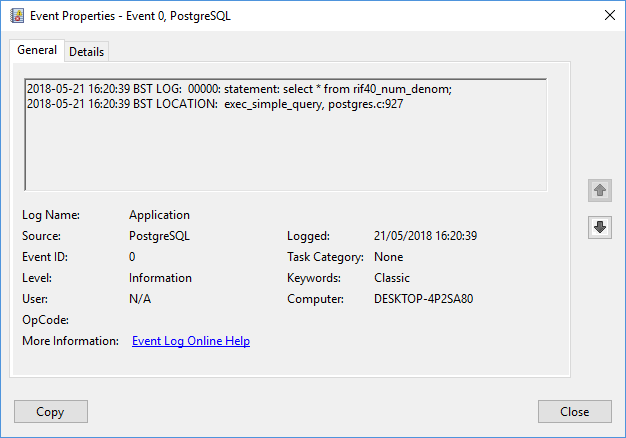 Event Properties - Event 0, PostgreSQL
General Details
2018-05-21 16:20:39 BST LOG:  00000: statement: select * from rif40_num_denom;
2018-05-21 16:20:39 BST LOCATION:  exec_simple_query, postgres.c:927
Log Name: Application
Source: PostgreSQL Logged: 21/05/2018 16:20:39
Event ID: 0 Task Category: None
Level: Information Keywords: Classic
User: N/A Computer: DESKTOP-4P2SA80
OpCode:
More Information: Event Log Online Help
Copy Close